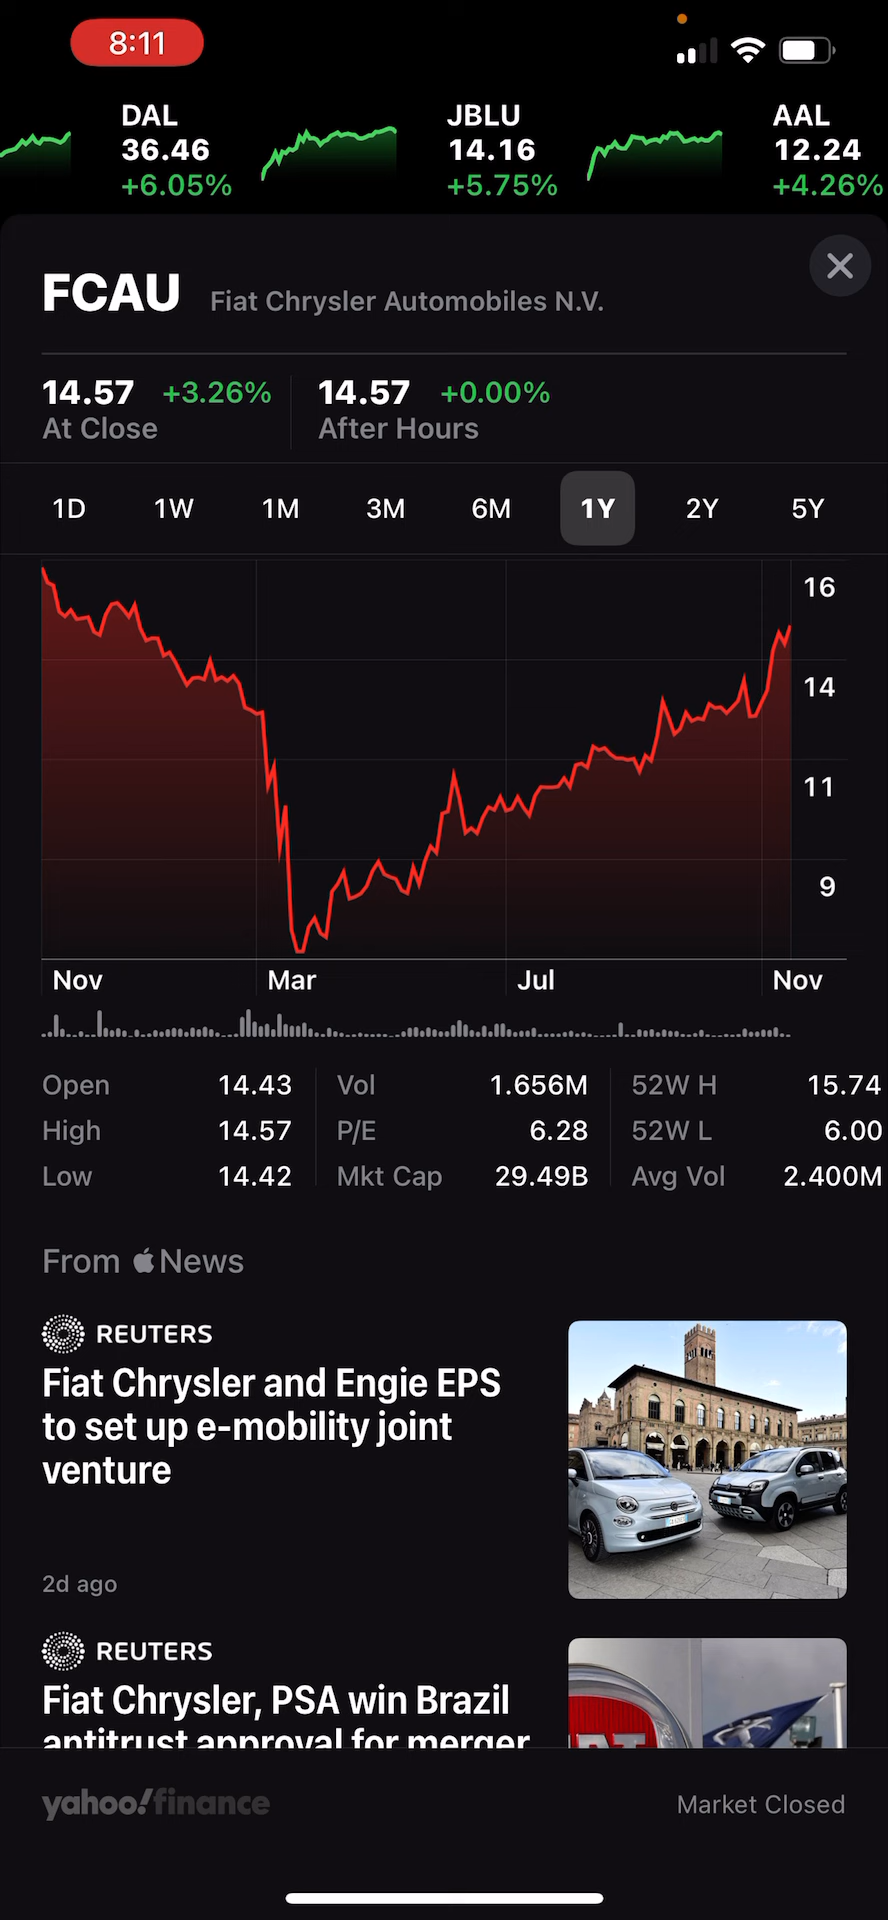 8:11
DAL
36.46
+6.05%
JBLU
14.16
+5.75%
AAL
12.24
+4.26%
FCAU Fiat Chrysler Automobiles N.V.
14.57 +3.26%
At Close
14.57 +0.00%
After Hours
1D 1W 1M 3M 6M 1Y 2Y 5Y
16
14
11
9
Nov Mar Jul Nov
Open 14.43 Vol 1.656M 52W H 15.74
High 14.57 P/E 6.28 52W L 6.00
Low 14.42 Mkt Cap 29.49B Avg Vol 2.400M
From News
REUTERS
Fiat Chrysler and Engie EPS
to set up e-mobility joint
venture
2d ago
REUTERS
Fiat Chrysler, PSA win Brazil
antitrust approval for merger
yahoo!finance
Market Closed